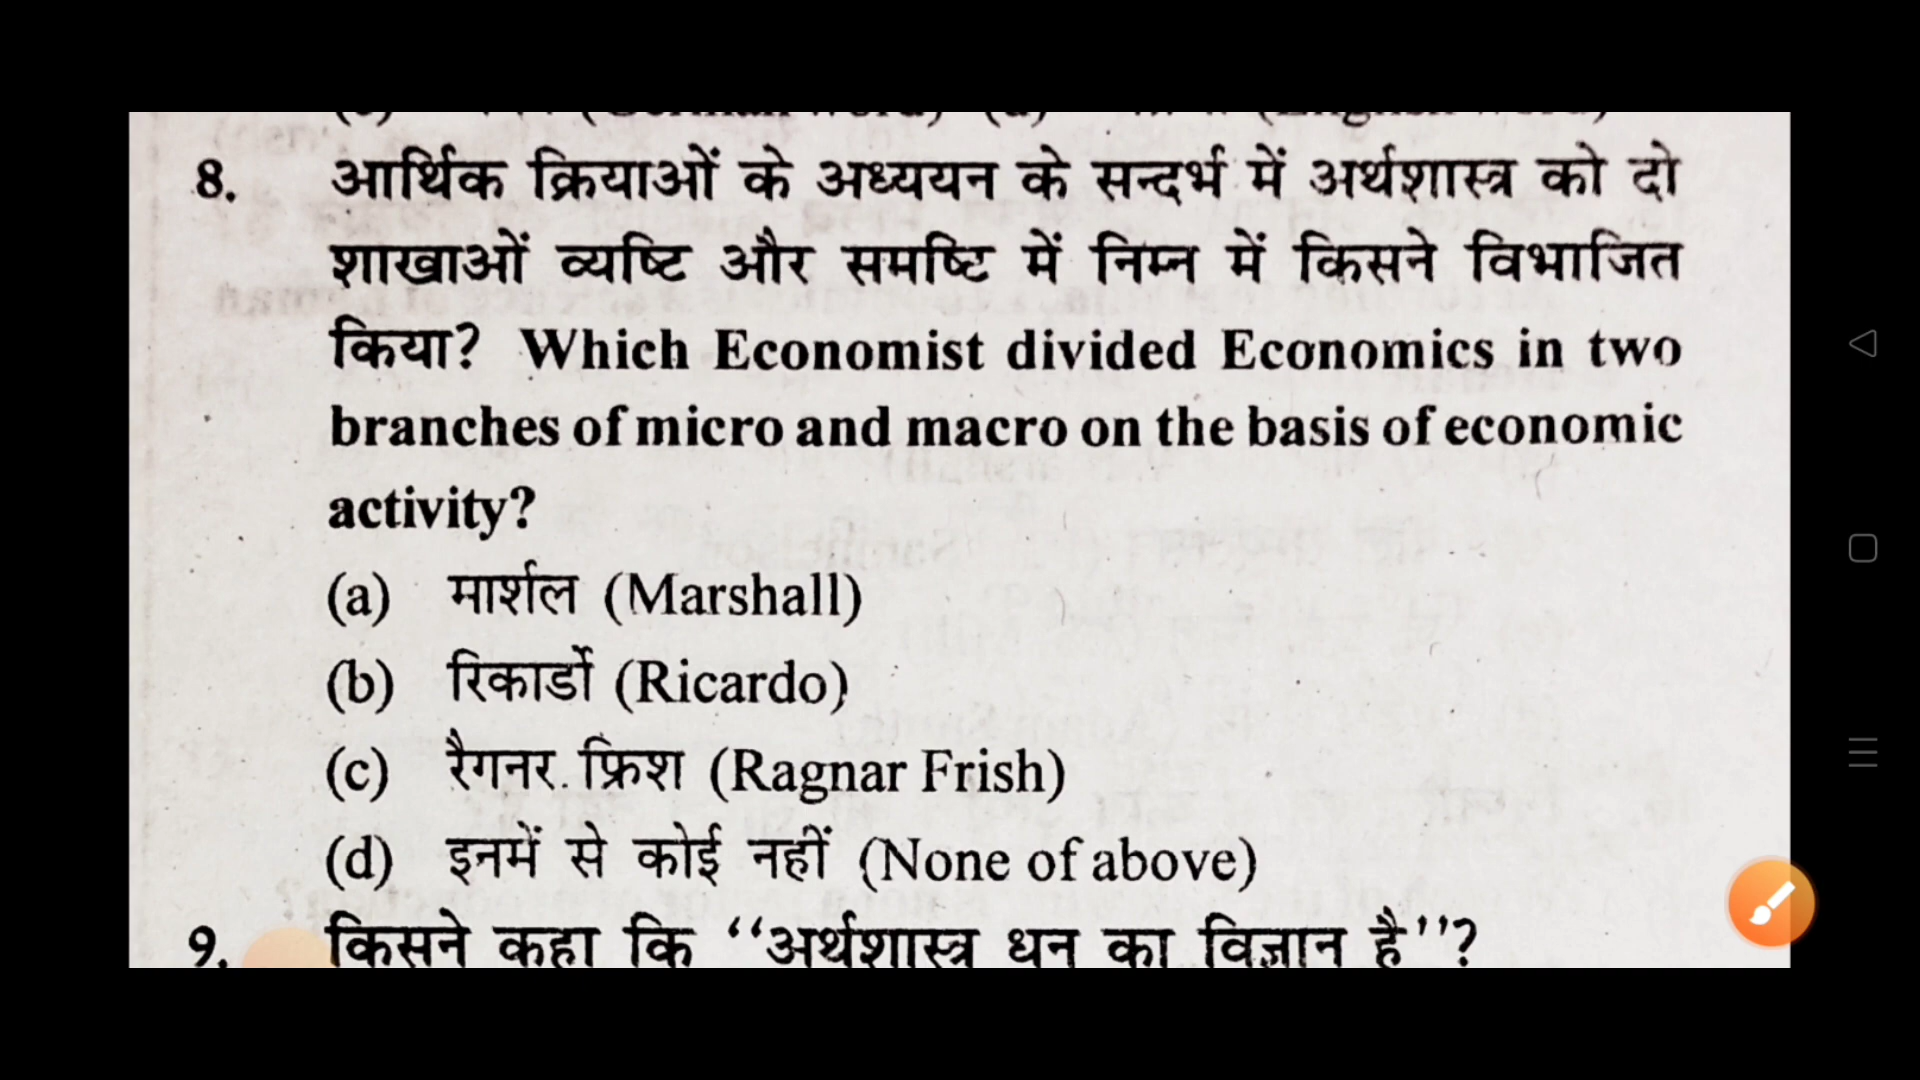 8. आर्थिक क्रियाओं के अध्ययन के सन्दर्भ में अर्थशास्त्र को दो
शाखाओं व्यष्टि और समष्टि में निम्न में किसने विभाजित
किया? Which Economist divided Economics in two
branches of micro and macro on the basis of economic
activity?
(a) मार्शल (Marshall)
(b) रिकार्डो (Ricardo)
(c) रैगनर फ्रिश (Ragnar Frish)
(d) इनमें से कोई नहीं (None of above)
9. किसने कहा कि ‘‘अर्थशास्त्र धन का विज्ञान है’’?